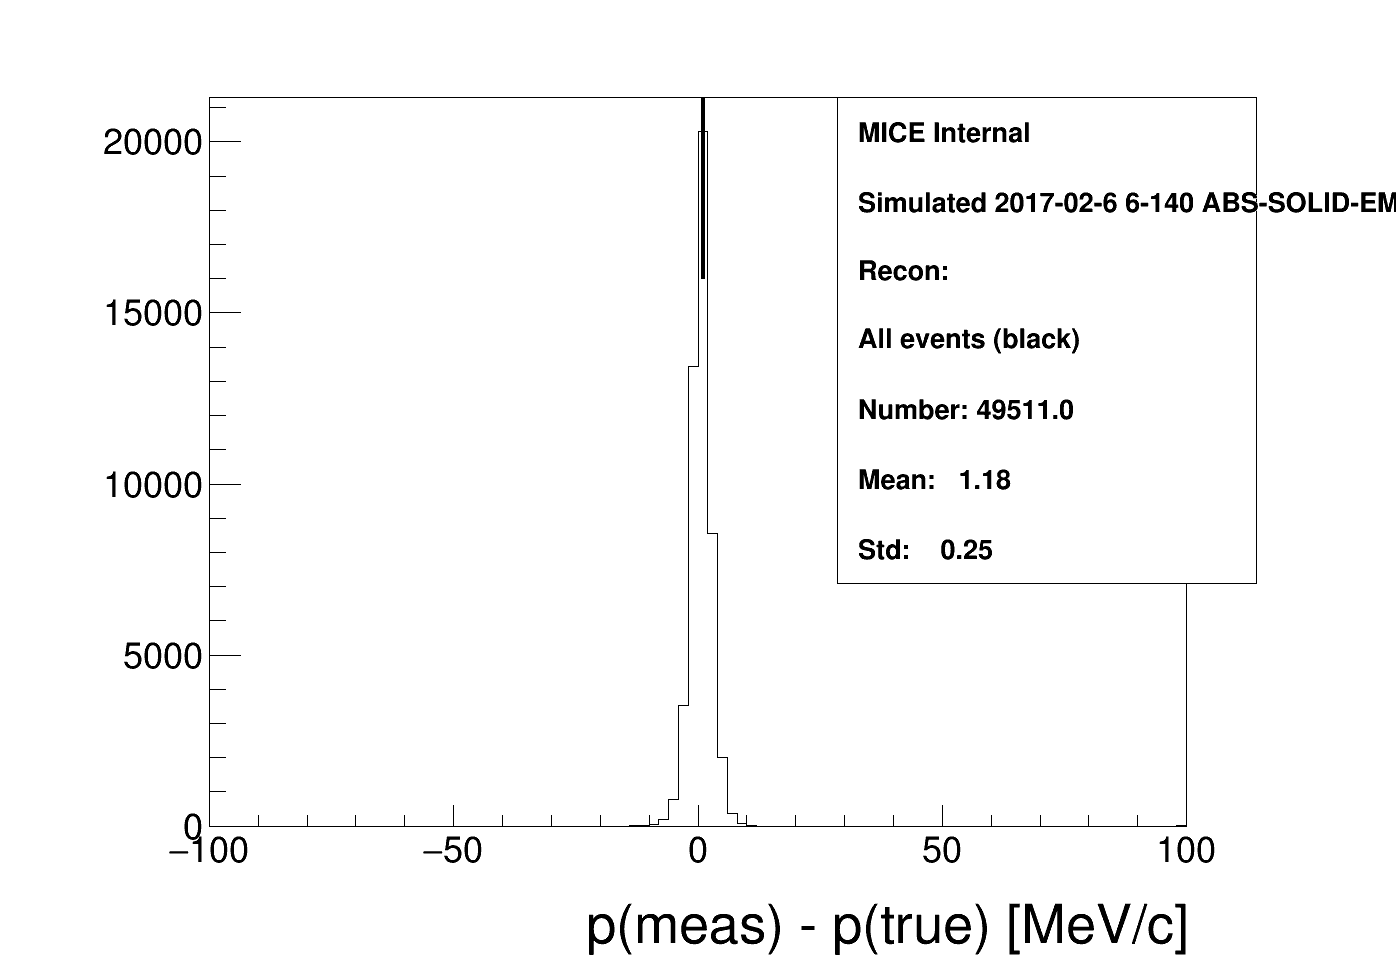 MICE Internal
Simulated 2017-02-6 6-140 ABS-SOLID-EM
Recon:
All events (black)
Number: 49511.0
Mean: 1.18
Std: 0.25
20000
15000
10000
5000
0
−100 −50 0 50 100
p(meas) - p(true) [MeV/c]